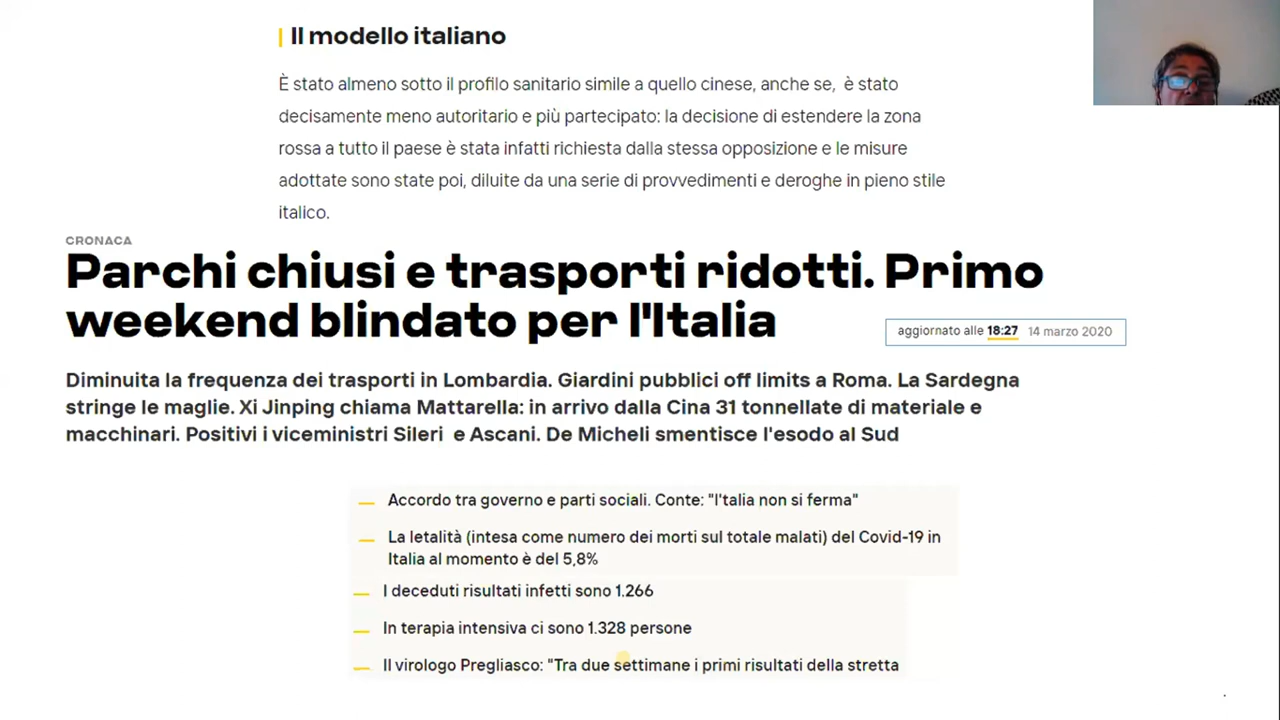 Il modello italiano
È stato almeno sotto il profilo sanitario simile a quello cinese, anche se, è stato
decisamente meno autoritario e più partecipato: la decisione di estendere la zona
rossa a tutto il paese è stata infatti richiesta dalla stessa opposizione e le misure
adottate sono state poi, diluite da una serie di provvedimenti e deroghe in pieno stile
italico.
CRONACA
Parchi chiusi e trasporti ridotti. Primo
weekend blindato per l'Italia
aggiornato alle 18:27 14 marzo 2020
Diminuita la frequenza dei trasporti in Lombardia. Giardini pubblici off limits a Roma. La Sardegna
stringe le maglie. Xi Jinping chiama Mattarella: in arrivo dalla Cina 31 tonnellate di materiale e
macchinari. Positivi i viceministri Sileri e Ascani. De Micheli smentisce l'esodo al Sud
Accordo tra governo e parti sociali. Conte: "l'talia non si ferma"
La letalità (intesa come numero dei morti sul totale malati) del Covid-19 in
Italia al momento è del 5,8%
I deceduti risultati infetti sono 1.266
In terapia intensiva ci sono 1.328 persone
Il virologo Pregliasco: "Tra due settimane i primi risultati della stretta